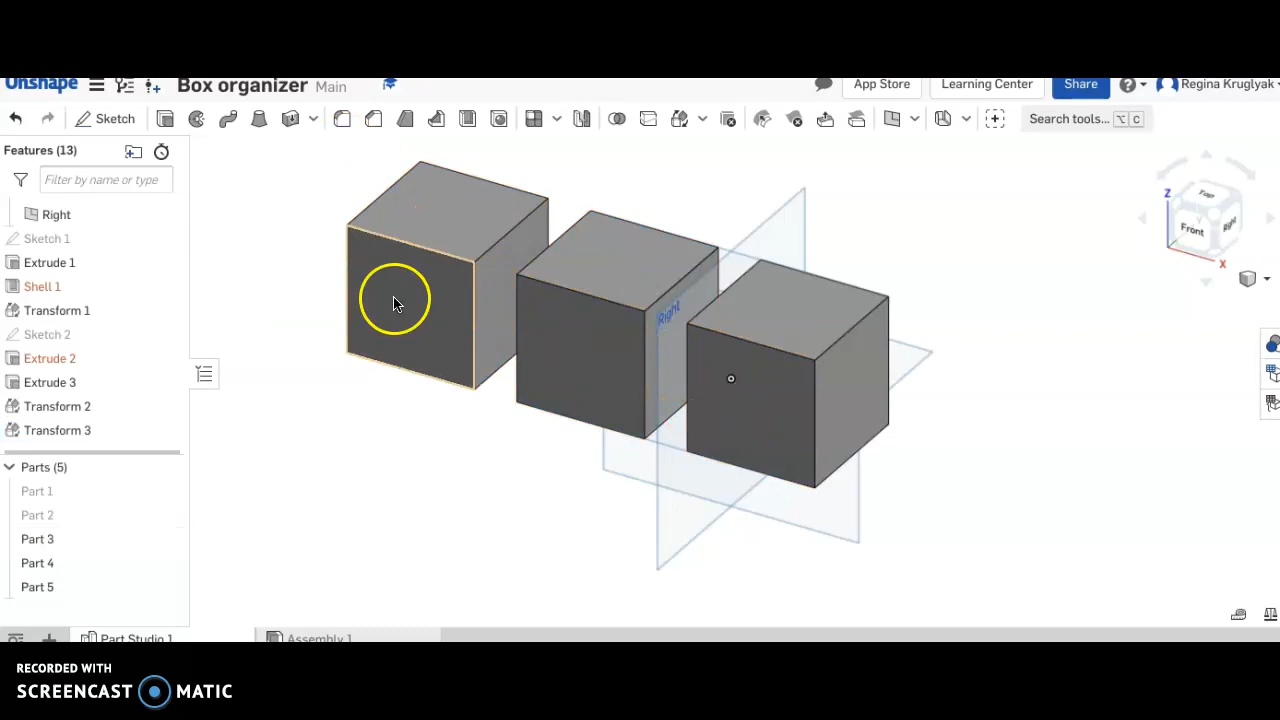 Onshape
Box organizer Main
App Store
Learning Center
Share
Regina Kruglyak
Sketch
Search tools... ⌥ C
Features (13)
Filter by name or type
Right
Sketch 1
Extrude 1
Shell 1
Transform 1
Sketch 2
Extrude 2
Extrude 3
Transform 2
Transform 3
Parts (5)
Part 1
Part 2
Part 3
Part 4
Part 5
Right
Z
Top
Front
Right
X
Part Studio 1
Assembly 1
RECORDED WITH
SCREENCAST MATIC